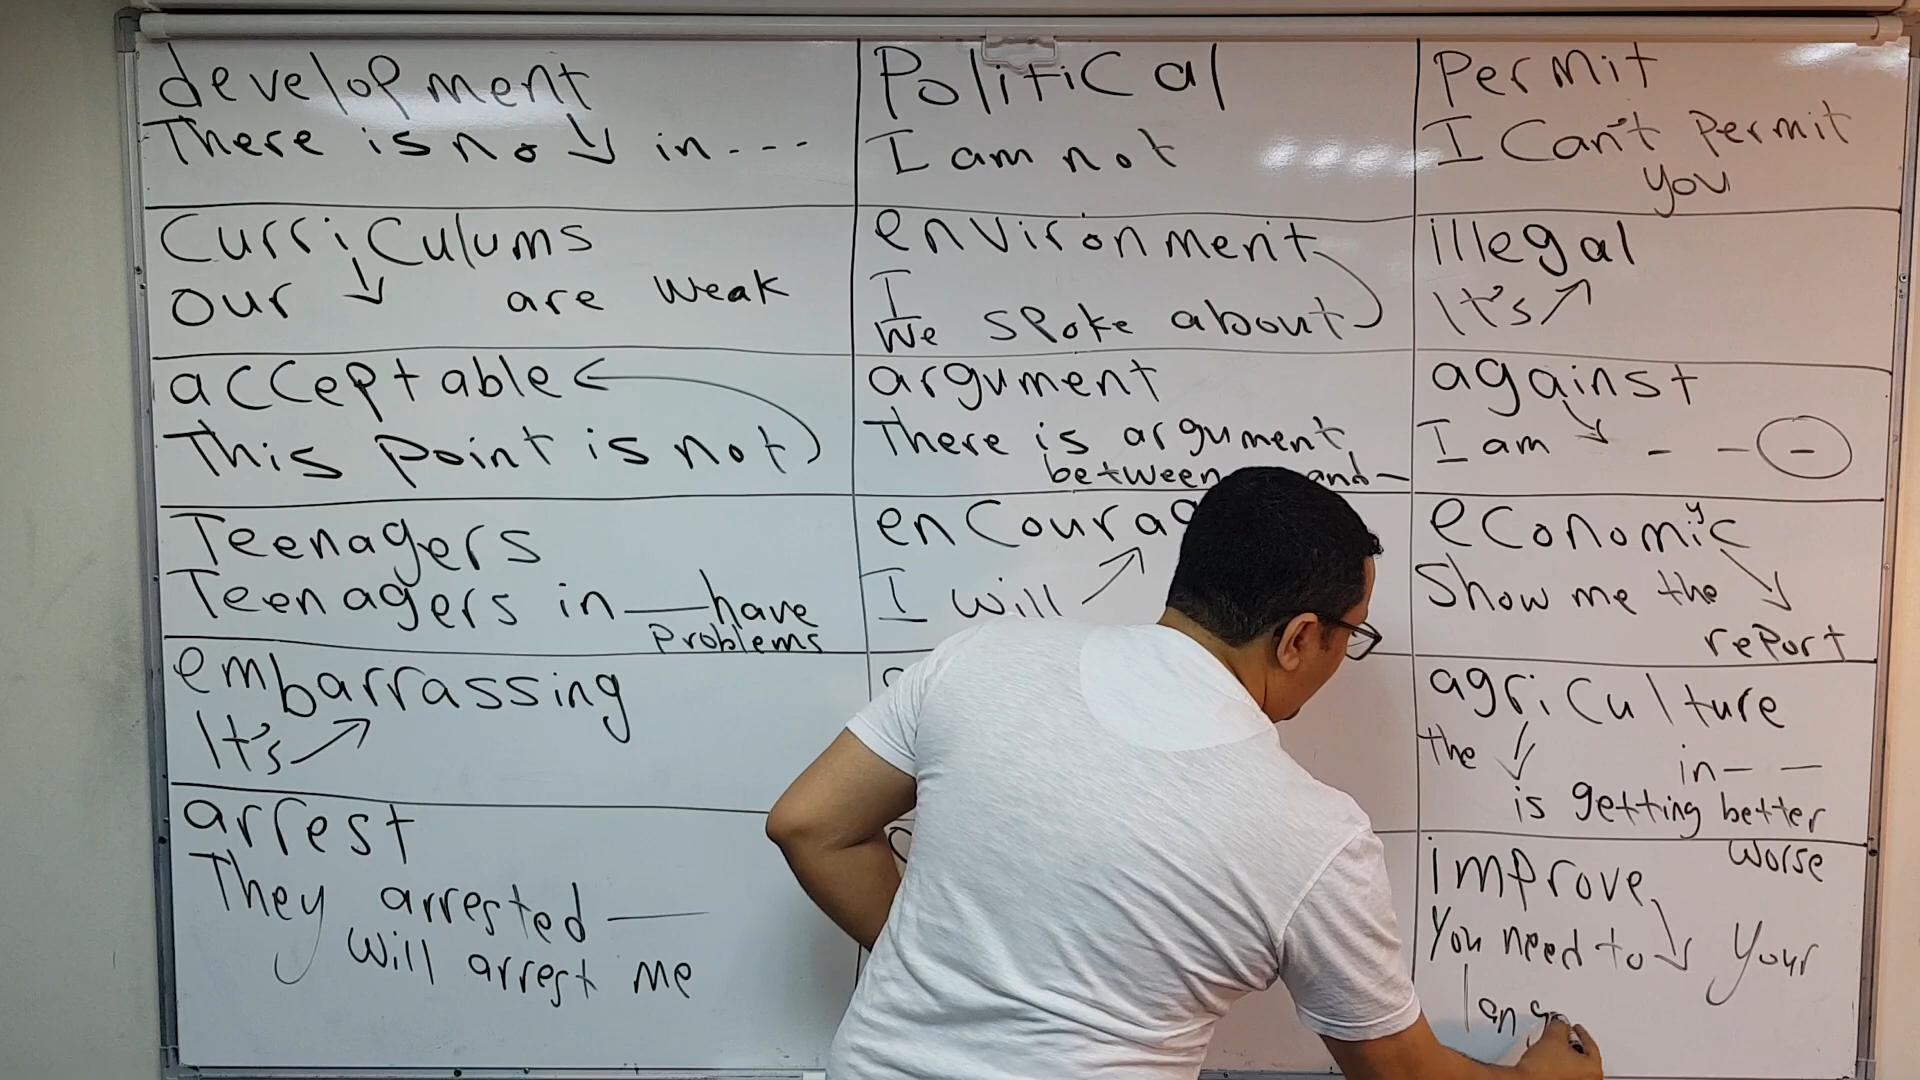 development
There is no ↘ in - - -
Curriculums
our ↓ are weak
acceptable
This point is not
Teenagers
Teenagers in —— have
problems
embarrassing
It's ↗
arrest
They arrested ——
will arrest me
Political
I am not
environment
I
We spoke about
argument
There is argument
between and —
I will ↗
Permit
I Can't permit
you
illegal
It's ↗
against
I am ↘ - - -
economic
y
Show me the ↘
report
agriculture
the ↓ in - -
is getting better
worse
improve
You need to ↘ your